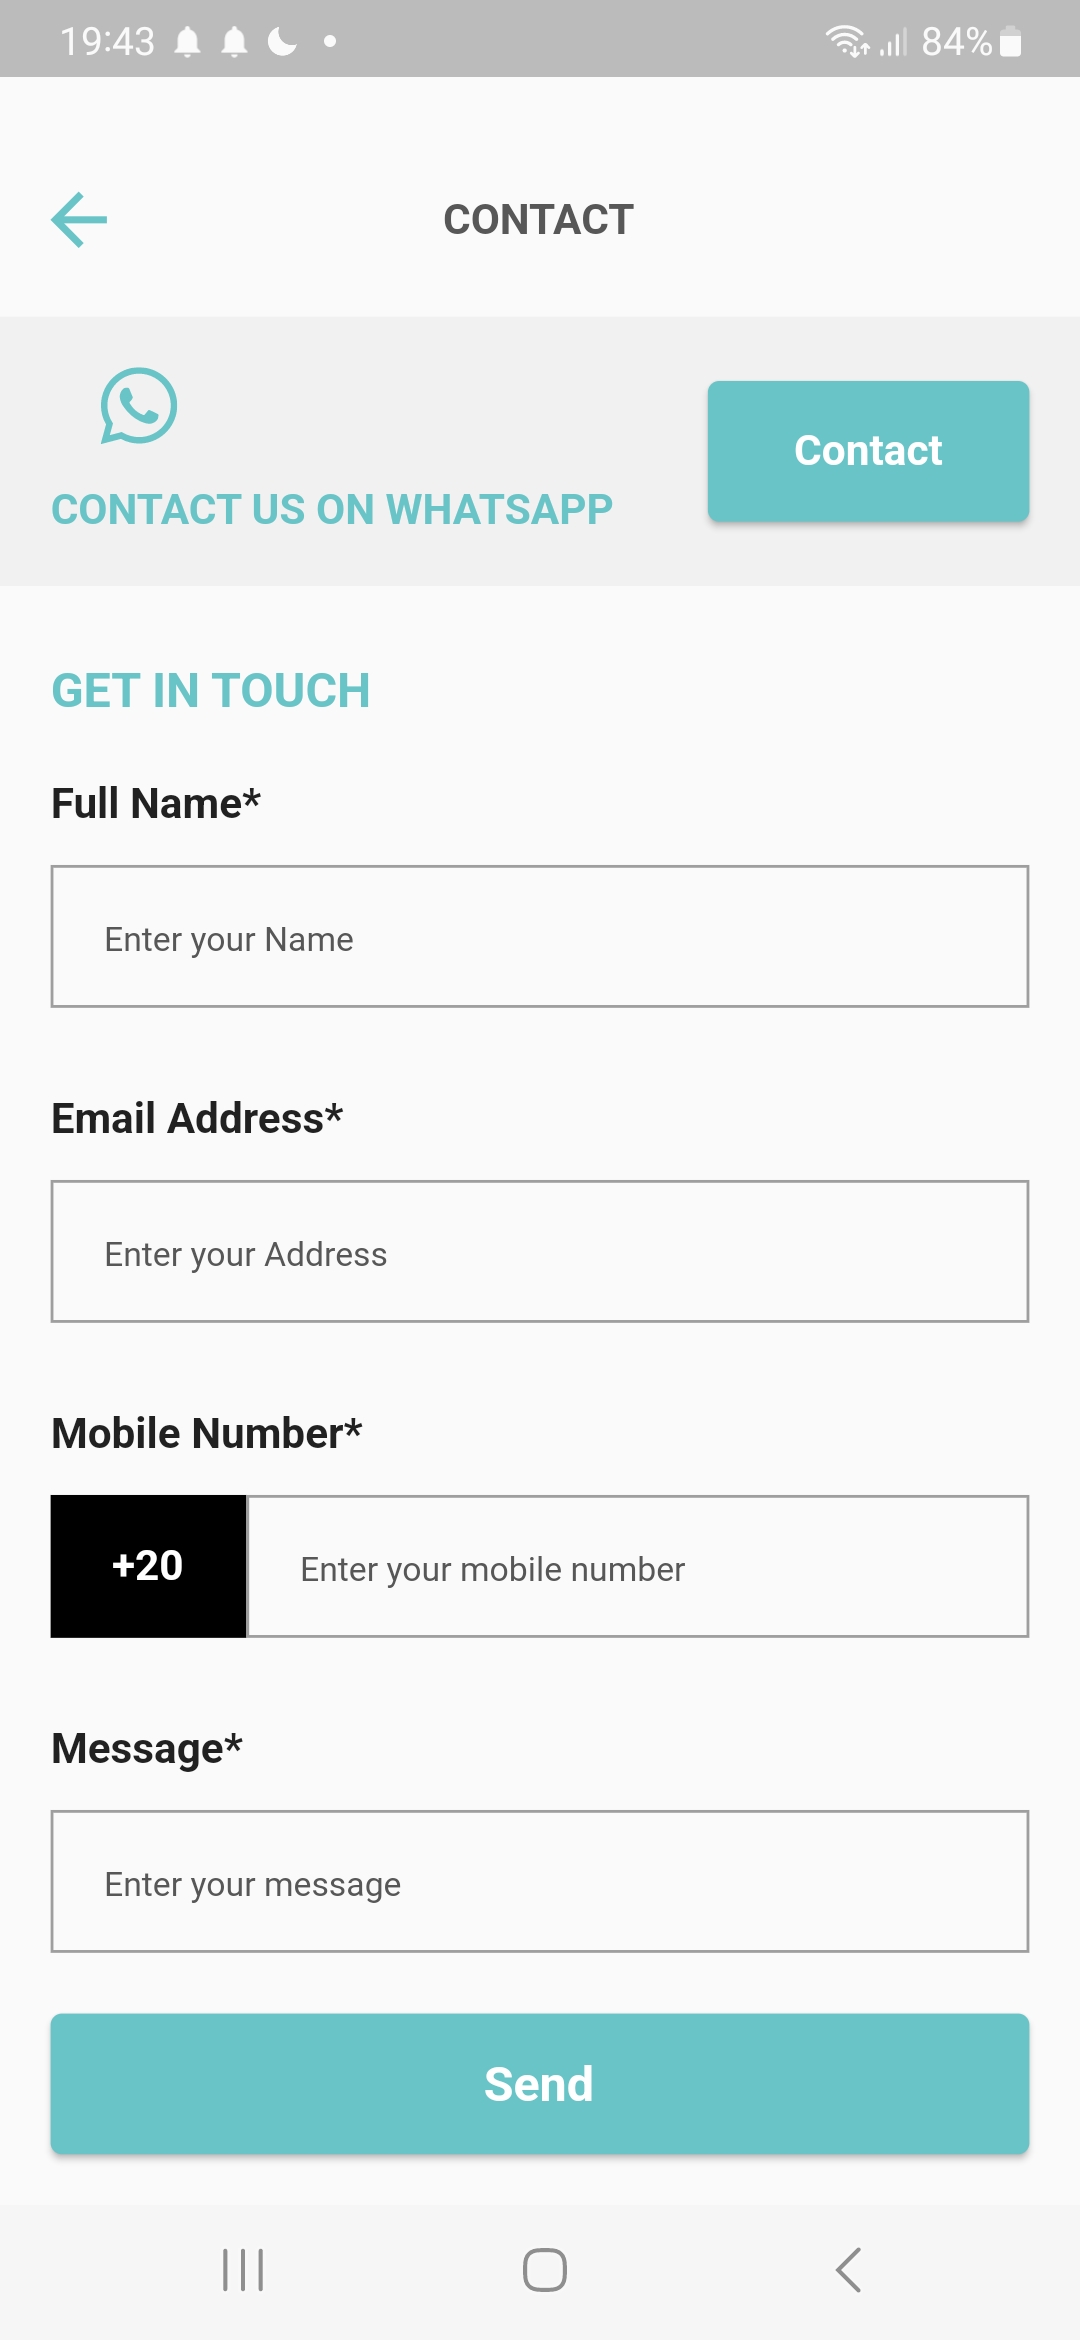 19:43
84%
CONTACT
CONTACT US ON WHATSAPP
Contact
GET IN TOUCH
Full Name*
Enter your Name
Email Address*
Enter your Address
Mobile Number*
+20
Enter your mobile number
Message*
Enter your message
Send